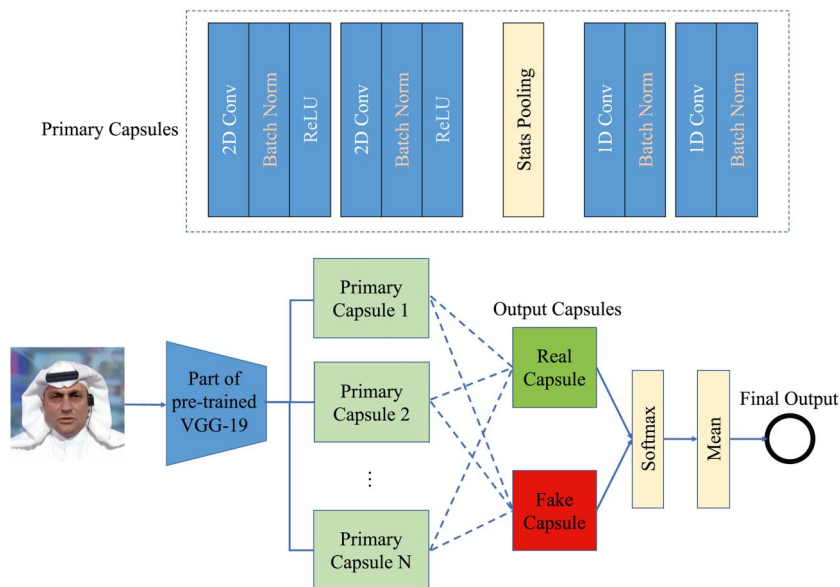 Primary Capsules
2D Conv
Batch Norm
ReLU
2D Conv
Batch Norm
ReLU
Stats Pooling
1D Conv
Batch Norm
1D Conv
Batch Norm
Part of
pre-trained
VGG-19
Primary
Capsule 1
Primary
Capsule 2
...
Primary
Capsule N
Output Capsules
Real
Capsule
Fake
Capsule
Softmax
Mean
Final Output